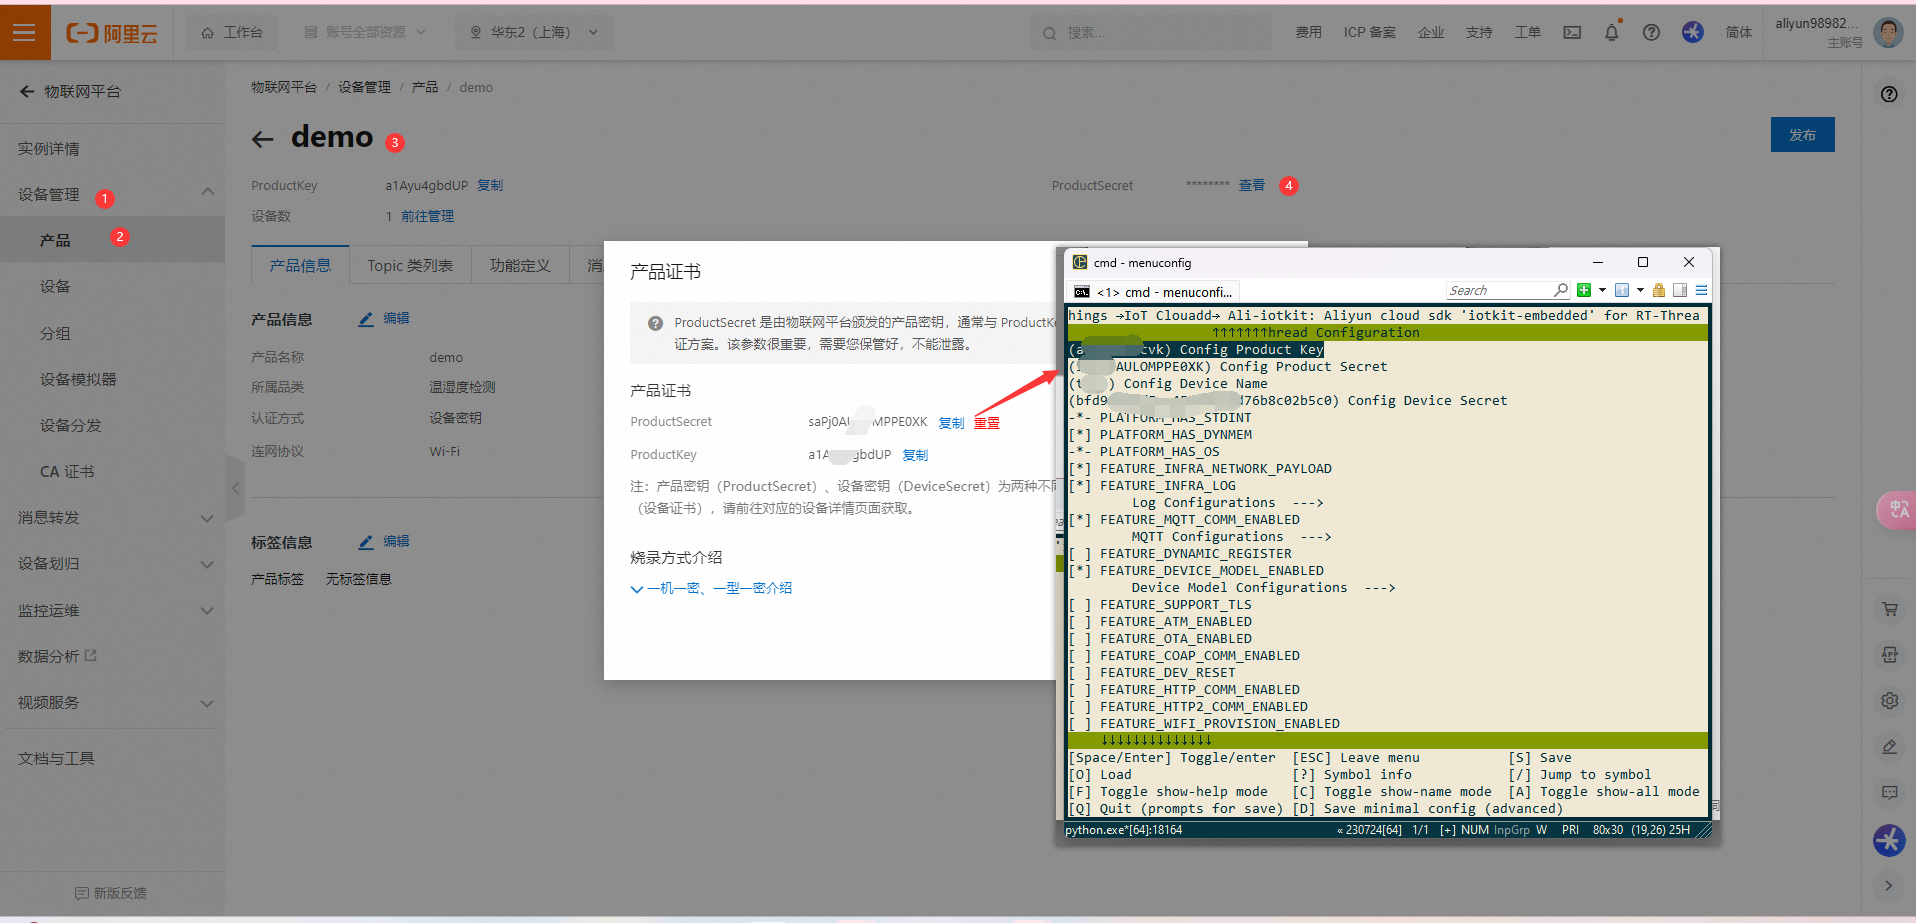 阿里云
工作台
账号全部资源
华东2（上海）
搜索...
费用
ICP 备案
企业
支持
工单
简体
aliyun98982...
主账号
物联网平台
物联网平台 / 设备管理 / 产品 / demo
demo
3
发布
实例详情
设备管理
1
产品
2
设备
分组
设备模拟器
设备分发
CA 证书
消息转发
设备划归
监控运维
数据分析
视频服务
文档与工具
新版反馈
ProductKey
a1Ayu4gbdUP 复制
ProductSecret
******** 查看
4
设备数
1 前往管理
产品信息
Topic 类列表
功能定义
产品信息
编辑
产品名称
demo
所属品类
温湿度检测
认证方式
设备密钥
连网协议
Wi-Fi
标签信息
编辑
产品标签
无标签信息
产品证书
ProductSecret 是由物联网平台颁发的产品密钥，通常与 ProductKe
证方案。该参数很重要，需要您保管好，不能泄露。
产品证书
ProductSecret
saPj0AU MPPE0XK 复制 重置
ProductKey
a1A gbdUP 复制
注：产品密钥（ProductSecret）、设备密钥（DeviceSecret）为两种不同
（设备证书），请前往对应的设备详情页面获取。
烧录方式介绍
一机一密、一型一密介绍
cmd - menuconfig
<1> cmd - menuconfi...
Search
hings →IoT Clouadd→ Ali-iotkit: Aliyun cloud sdk 'iotkit-embedded' for RT-Threa
↑↑↑↑↑↑↑hread Configuration
(a cvk) Config Product Key
( AULOMPPE0XK) Config Product Secret
(t ) Config Device Name
(bfd9 d76b8c02b5c0) Config Device Secret
-*- PLATFORM_HAS_STDINT
[*] PLATFORM_HAS_DYNMEM
-*- PLATFORM_HAS_OS
[*] FEATURE_INFRA_NETWORK_PAYLOAD
[*] FEATURE_INFRA_LOG
Log Configurations --->
[*] FEATURE_MQTT_COMM_ENABLED
MQTT Configurations --->
[ ] FEATURE_DYNAMIC_REGISTER
[*] FEATURE_DEVICE_MODEL_ENABLED
Device Model Configurations --->
[ ] FEATURE_SUPPORT_TLS
[ ] FEATURE_ATM_ENABLED
[ ] FEATURE_OTA_ENABLED
[ ] FEATURE_COAP_COMM_ENABLED
[ ] FEATURE_DEV_RESET
[ ] FEATURE_HTTP_COMM_ENABLED
[ ] FEATURE_HTTP2_COMM_ENABLED
[ ] FEATURE_WIFI_PROVISION_ENABLED
↓↓↓↓↓↓↓↓↓↓↓↓↓↓
[Space/Enter] Toggle/enter [ESC] Leave menu [S] Save
[O] Load [?] Symbol info [/] Jump to symbol
[F] Toggle show-help mode [C] Toggle show-name mode [A] Toggle show-all mode
[Q] Quit (prompts for save) [D] Save minimal config (advanced)
python.exe*[64]:18164 « 230724[64] 1/1 [+] NUM InpGrp W PRI 80x30 (19,26) 25H
中A
APP